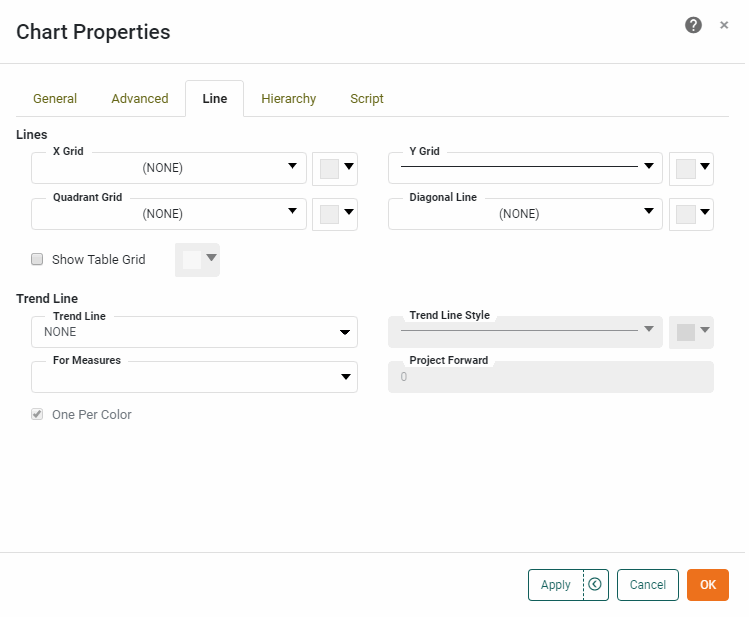 Chart Properties
General Advanced Line Hierarchy Script
Lines
X Grid
(NONE)
Y Grid
Quadrant Grid
(NONE)
Diagonal Line
(NONE)
Show Table Grid
Trend Line
Trend Line
NONE
Trend Line Style
For Measures
Project Forward
0
One Per Color
Apply Cancel OK